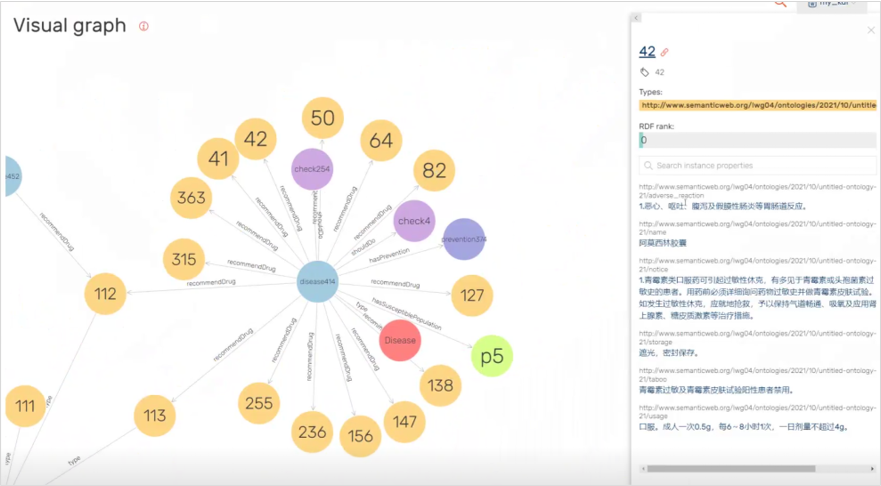 Visual graph
50
42
64
41
check254
82
363
check4
prevention374
315
disease414
112
127
Disease
p5
138
111
113
255
147
236
156
recommendDrug
recommendDrug
recommendDrug
recommendDrug
recommendDrug
recommendDrug
recommendDrug
shouldDo
hasPrevention
recommendDrug
recommendDrug
recommendDrug
hasSusceptiblePopulation
type
recommendDrug
recommendDrug
recommendDrug
recommendDrug
recommendDrug
type
type
42
42
Types:
http://www.semanticweb.org/lwg04/ontologies/2021/10/untitle
RDF rank:
0
Search instance properties
http://www.semanticweb.org/lwg04/ontologies/2021/10/untitled-ontology-
21/adverse_reaction
1.恶心、呕吐、腹泻及假膜性肠炎等胃肠道反应。
http://www.semanticweb.org/lwg04/ontologies/2021/10/untitled-ontology-
21/name
阿莫西林胶囊
http://www.semanticweb.org/lwg04/ontologies/2021/10/untitled-ontology-
21/notice
1.青霉素类口服药可引起过敏性休克，有多见于青霉素或头孢菌素过
敏史的患者。用药前必须详细询问药物过敏史并做青霉素皮肤试验。
如发生过敏性休克，应就地抢救，予以保持气道畅通、吸氧及应用肾
上腺素、糖皮质激素等治疗措施。
http://www.semanticweb.org/lwg04/ontologies/2021/10/untitled-ontology-
21/storage
遮光，密封保存。
http://www.semanticweb.org/lwg04/ontologies/2021/10/untitled-ontology-
21/taboo
青霉素过敏及青霉素皮肤试验阳性患者禁用。
http://www.semanticweb.org/lwg04/ontologies/2021/10/untitled-ontology-
21/usage
口服。成人一次0.5g，每6～8小时1次，一日剂量不超过4g。